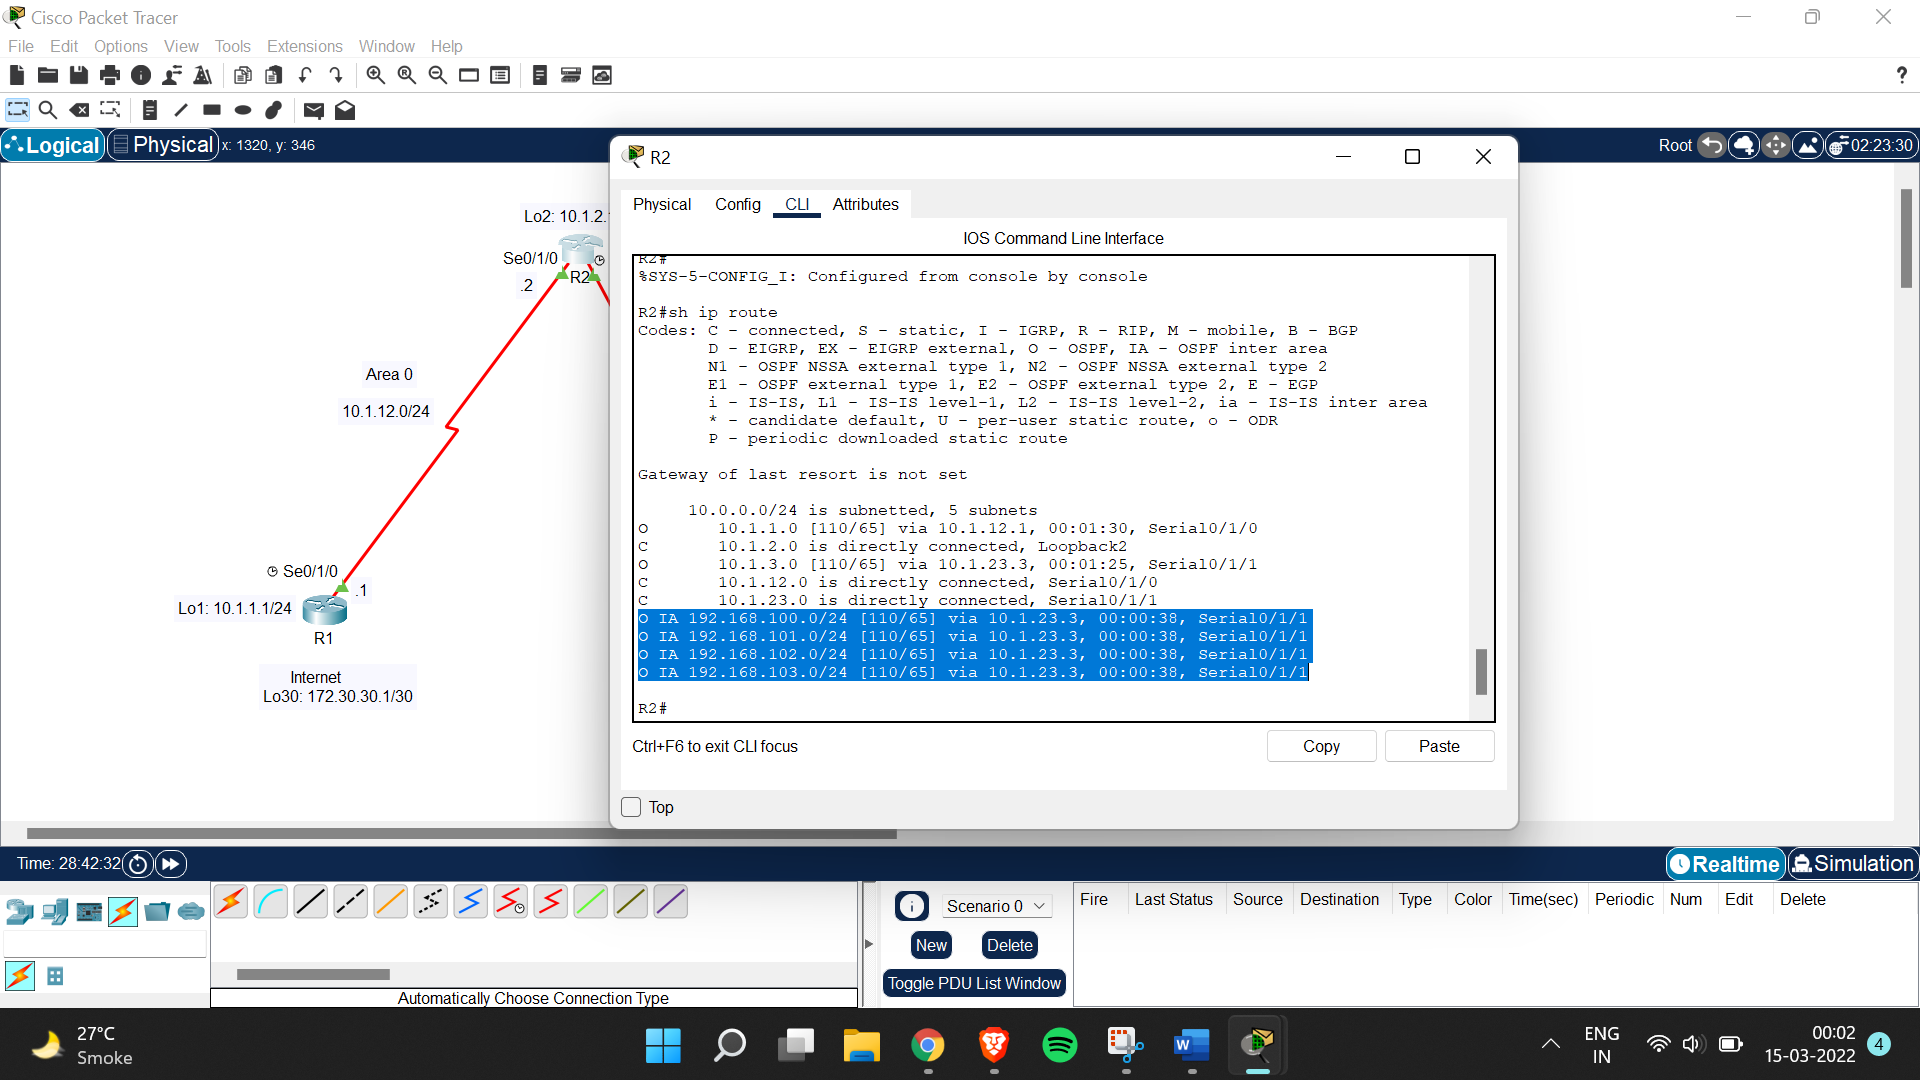 Cisco Packet Tracer
File Edit Options View Tools Extensions Window Help
?
Logical Physical x: 1320, y: 346
Root 02:23:30
Lo2: 10.1.2.
Se0/1/0
R2
.2
Area 0
10.1.12.0/24
Se0/1/0
.1
Lo1: 10.1.1.1/24
R1
Internet
Lo30: 172.30.30.1/30
R2
Physical Config CLI Attributes
IOS Command Line Interface
R2#
%SYS-5-CONFIG_I: Configured from console by console
R2#sh ip route
Codes: C - connected, S - static, I - IGRP, R - RIP, M - mobile, B - BGP
D - EIGRP, EX - EIGRP external, O - OSPF, IA - OSPF inter area
N1 - OSPF NSSA external type 1, N2 - OSPF NSSA external type 2
E1 - OSPF external type 1, E2 - OSPF external type 2, E - EGP
i - IS-IS, L1 - IS-IS level-1, L2 - IS-IS level-2, ia - IS-IS inter area
* - candidate default, U - per-user static route, o - ODR
P - periodic downloaded static route
Gateway of last resort is not set
10.0.0.0/24 is subnetted, 5 subnets
O 10.1.1.0 [110/65] via 10.1.12.1, 00:01:30, Serial0/1/0
C 10.1.2.0 is directly connected, Loopback2
O 10.1.3.0 [110/65] via 10.1.23.3, 00:01:25, Serial0/1/1
C 10.1.12.0 is directly connected, Serial0/1/0
C 10.1.23.0 is directly connected, Serial0/1/1
O IA 192.168.100.0/24 [110/65] via 10.1.23.3, 00:00:38, Serial0/1/1
O IA 192.168.101.0/24 [110/65] via 10.1.23.3, 00:00:38, Serial0/1/1
O IA 192.168.102.0/24 [110/65] via 10.1.23.3, 00:00:38, Serial0/1/1
O IA 192.168.103.0/24 [110/65] via 10.1.23.3, 00:00:38, Serial0/1/1
R2#
Ctrl+F6 to exit CLI focus
Copy Paste
Top
Time: 28:42:32
Realtime Simulation
Scenario 0
New Delete
Toggle PDU List Window
Fire Last Status Source Destination Type Color Time(sec) Periodic Num Edit Delete
Automatically Choose Connection Type
27°C
Smoke
ENG
IN
00:02
15-03-2022
4